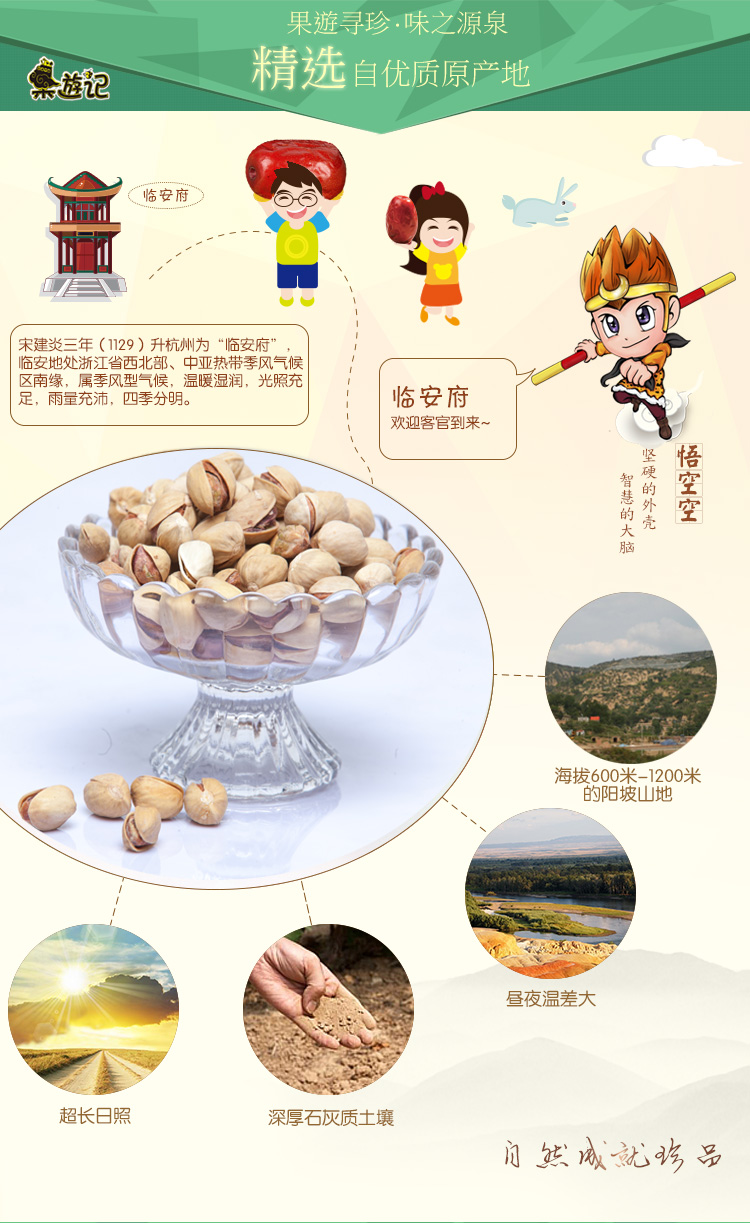 果遊寻珍·味之源泉
精选自优质原产地
果遊记
临安府
宋建炎三年（1129）升杭州为“临安府”，
临安地处浙江省西北部、中亚热带季风气候
区南缘，属季风型气候，温暖湿润，光照充
足，雨量充沛，四季分明。
临安府
欢迎客官到来~
悟空空
坚硬的外壳
智慧的大脑
海拔600米-1200米
的阳坡山地
昼夜温差大
超长日照
深厚石灰质土壤
自然成就珍品